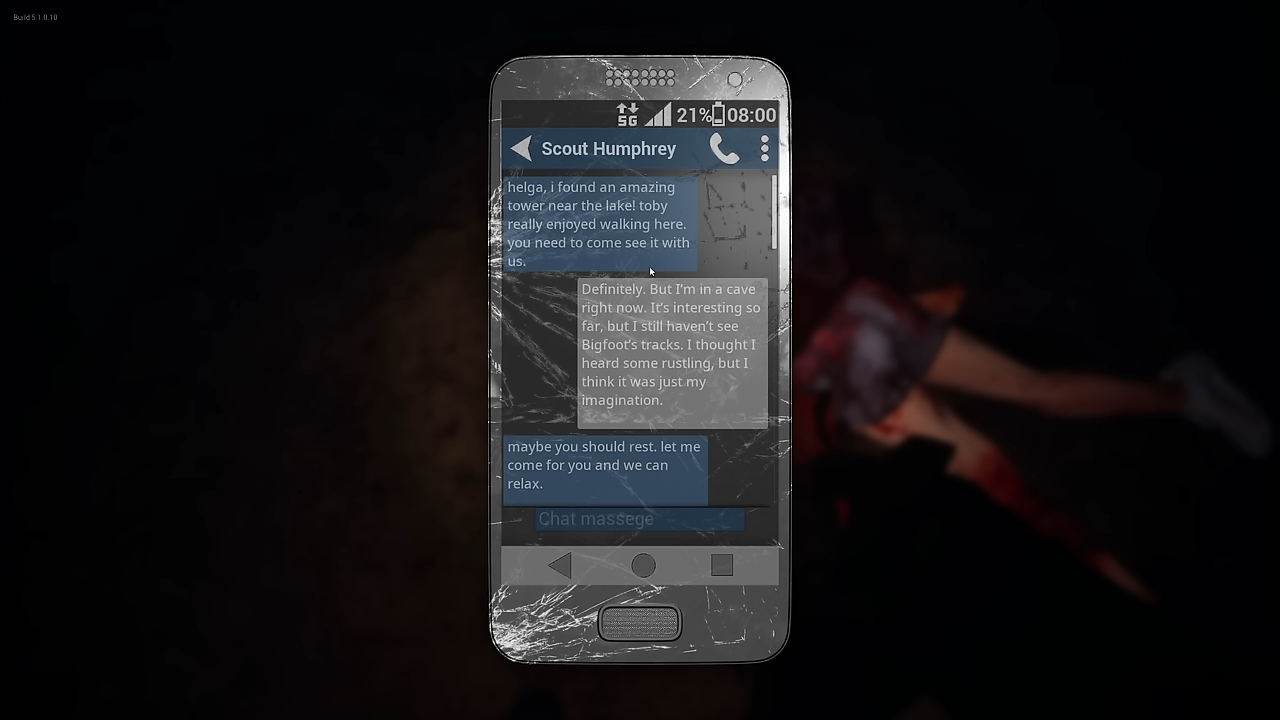 Build 5.1.0.10
5G 21% 08:00
Scout Humphrey
helga, i found an amazing
tower near the lake! toby
really enjoyed walking here.
you need to come see it with
us.
Definitely. But I'm in a cave
right now. It's interesting so
far, but I still haven't see
Bigfoot's tracks. I thought I
heard some rustling, but I
think it was just my
imagination.
maybe you should rest. let me
come for you and we can
relax.
Chat massege